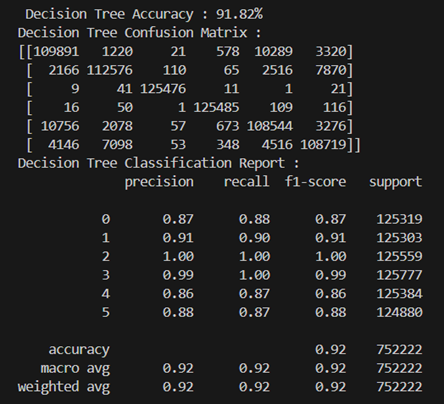 Decision Tree Accuracy : 91.82%
Decision Tree Confusion Matrix :
[[109891 1220 21 578 10289 3320]
[ 2166 112576 110 65 2516 7870]
[ 9 41 125476 11 1 21]
[ 16 50 1 125485 109 116]
[ 10756 2078 57 673 108544 3276]
[ 4146 7098 53 348 4516 108719]]
Decision Tree Classification Report :
precision recall f1-score support
0 0.87 0.88 0.87 125319
1 0.91 0.90 0.91 125303
2 1.00 1.00 1.00 125559
3 0.99 1.00 0.99 125777
4 0.86 0.87 0.86 125384
5 0.88 0.87 0.88 124880
accuracy 0.92 752222
macro avg 0.92 0.92 0.92 752222
weighted avg 0.92 0.92 0.92 752222